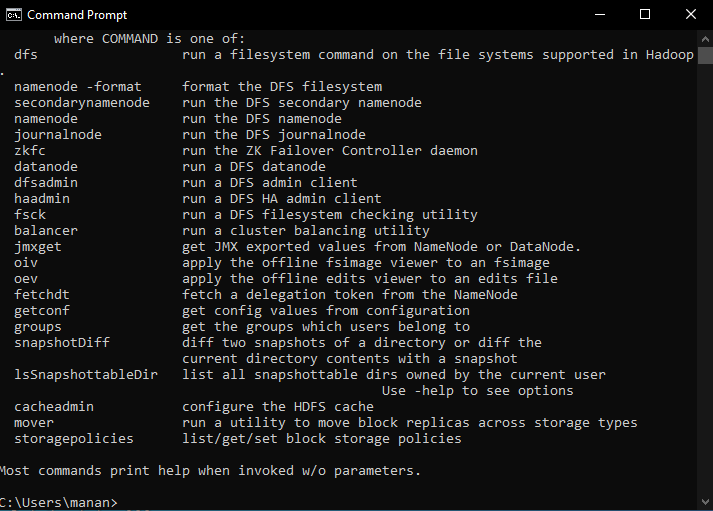 Command Prompt
where COMMAND is one of:
dfs run a filesystem command on the file systems supported in Hadoop
.
namenode -format format the DFS filesystem
secondarynamenode run the DFS secondary namenode
namenode run the DFS namenode
journalnode run the DFS journalnode
zkfc run the ZK Failover Controller daemon
datanode run a DFS datanode
dfsadmin run a DFS admin client
haadmin run a DFS HA admin client
fsck run a DFS filesystem checking utility
balancer run a cluster balancing utility
jmxget get JMX exported values from NameNode or DataNode.
oiv apply the offline fsimage viewer to an fsimage
oev apply the offline edits viewer to an edits file
fetchdt fetch a delegation token from the NameNode
getconf get config values from configuration
groups get the groups which users belong to
snapshotDiff diff two snapshots of a directory or diff the
current directory contents with a snapshot
lsSnapshottableDir list all snapshottable dirs owned by the current user
Use -help to see options
cacheadmin configure the HDFS cache
mover run a utility to move block replicas across storage types
storagepolicies list/get/set block storage policies
Most commands print help when invoked w/o parameters.
C:\Users\manan>